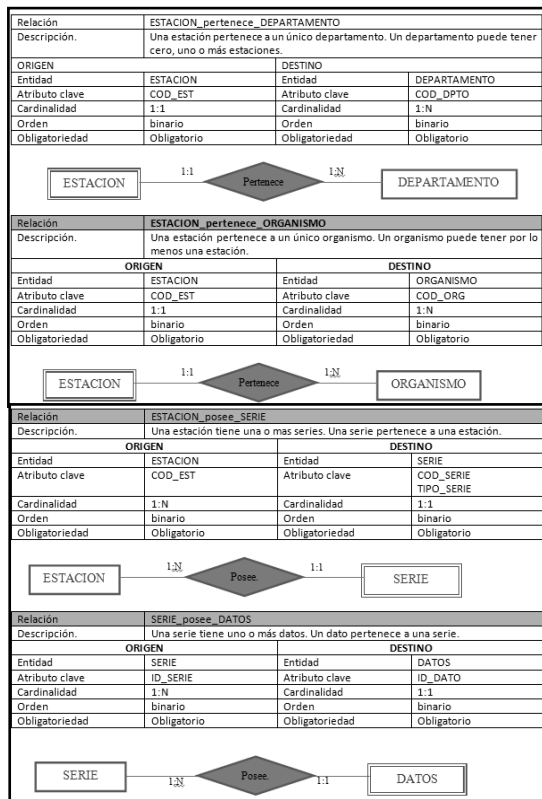 Relación ESTACION_pertenece_DEPARTAMENTO
Descripción. Una estación pertenece a un único departamento. Un departamento puede tener
cero, uno o más estaciones.
ORIGEN DESTINO
Entidad ESTACION Entidad DEPARTAMENTO
Atributo clave COD_EST Atributo clave COD_DPTO
Cardinalidad 1:1 Cardinalidad 1:N
Orden binario Orden binario
Obligatoriedad Obligatorio Obligatoriedad Obligatorio
ESTACION 1:1 Pertenece 1:N DEPARTAMENTO
Relación ESTACION_pertenece_ORGANISMO
Descripción. Una estación pertenece a un único organismo. Un organismo puede tener por lo
menos una estación.
ORIGEN DESTINO
Entidad ESTACION Entidad ORGANISMO
Atributo clave COD_EST Atributo clave COD_ORG
Cardinalidad 1:1 Cardinalidad 1:N
Orden binario Orden binario
Obligatoriedad Obligatorio Obligatoriedad Obligatorio
ESTACION 1:1 Pertenece 1:N ORGANISMO
Relación ESTACION_posee_SERIE
Descripción. Una estación tiene una o mas series. Una serie pertenece a una estación.
ORIGEN DESTINO
Entidad ESTACION Entidad SERIE
Atributo clave COD_EST Atributo clave COD_SERIE
TIPO_SERIE
Cardinalidad 1:N Cardinalidad 1:1
Orden binario Orden binario
Obligatoriedad Obligatorio Obligatoriedad Obligatorio
ESTACION 1:N Posee. 1:1 SERIE
Relación SERIE_posee_DATOS
Descripción. Una serie tiene uno o más datos. Un dato pertenece a una serie.
ORIGEN DESTINO
Entidad SERIE Entidad DATOS
Atributo clave ID_SERIE Atributo clave ID_DATO
Cardinalidad 1:N Cardinalidad 1:1
Orden binario Orden binario
Obligatoriedad Obligatorio Obligatoriedad Obligatorio
SERIE 1:N Posee. 1:1 DATOS